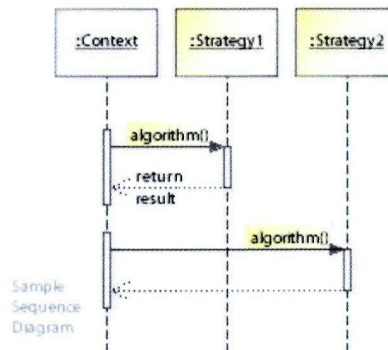 :Context :Strategy1 :Strategy2
algorithm()
return
result
algorithm()
Sample
Sequence
Diagram